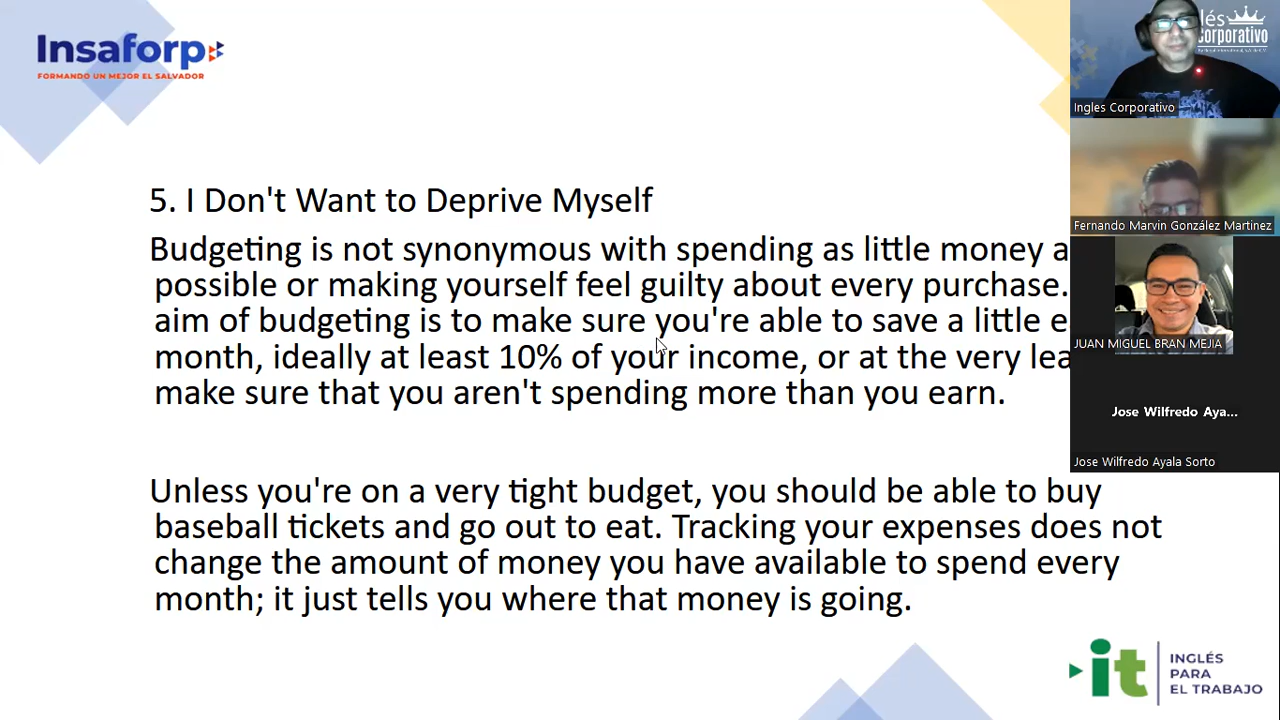 Insaforp
FORMANDO UN MEJOR EL SALVADOR
5. I Don't Want to Deprive Myself
Budgeting is not synonymous with spending as little money a
possible or making yourself feel guilty about every purchase.
aim of budgeting is to make sure you're able to save a little e
month, ideally at least 10% of your income, or at the very lea
make sure that you aren't spending more than you earn.
Unless you're on a very tight budget, you should be able to buy
baseball tickets and go out to eat. Tracking your expenses does not
change the amount of money you have available to spend every
month; it just tells you where that money is going.
lés
corporativo
Ingles Corporativo
Fernando Marvin González Martinez
JUAN MIGUEL BRAN MEJIA
Jose Wilfredo Aya...
Jose Wilfredo Ayala Sorto
it
INGLÉS
PARA
EL TRABAJO